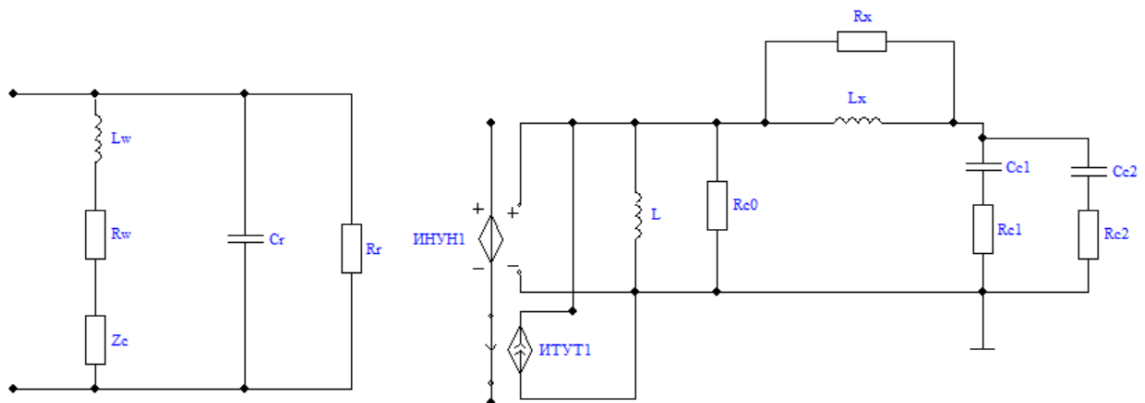 Rx
Lx
Lw
Rw
Zc
Cr
Rr
+
+
ИНУН1
−
−
L
Rc0
Cc1
Cc2
Rc1
Rc2
ИТУТ1